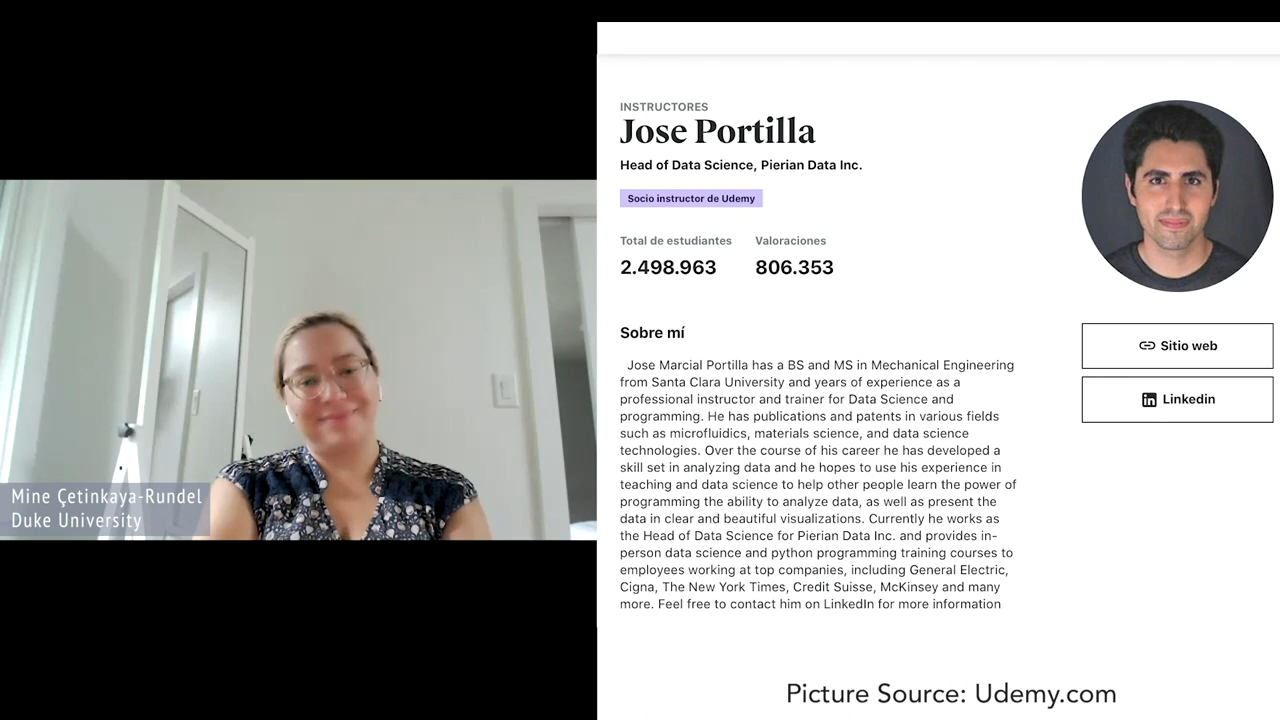 Mine Çetinkaya-Rundel
Duke University
INSTRUCTORES
Jose Portilla
Head of Data Science, Pierian Data Inc.
Socio instructor de Udemy
Total de estudiantes Valoraciones
2.498.963 806.353
Sobre mí
Jose Marcial Portilla has a BS and MS in Mechanical Engineering
from Santa Clara University and years of experience as a
professional instructor and trainer for Data Science and
programming. He has publications and patents in various fields
such as microfluidics, materials science, and data science
technologies. Over the course of his career he has developed a
skill set in analyzing data and he hopes to use his experience in
teaching and data science to help other people learn the power of
programming the ability to analyze data, as well as present the
data in clear and beautiful visualizations. Currently he works as
the Head of Data Science for Pierian Data Inc. and provides in-
person data science and python programming training courses to
employees working at top companies, including General Electric,
Cigna, The New York Times, Credit Suisse, McKinsey and many
more. Feel free to contact him on LinkedIn for more information
Sitio web
in Linkedin
Picture Source: Udemy.com